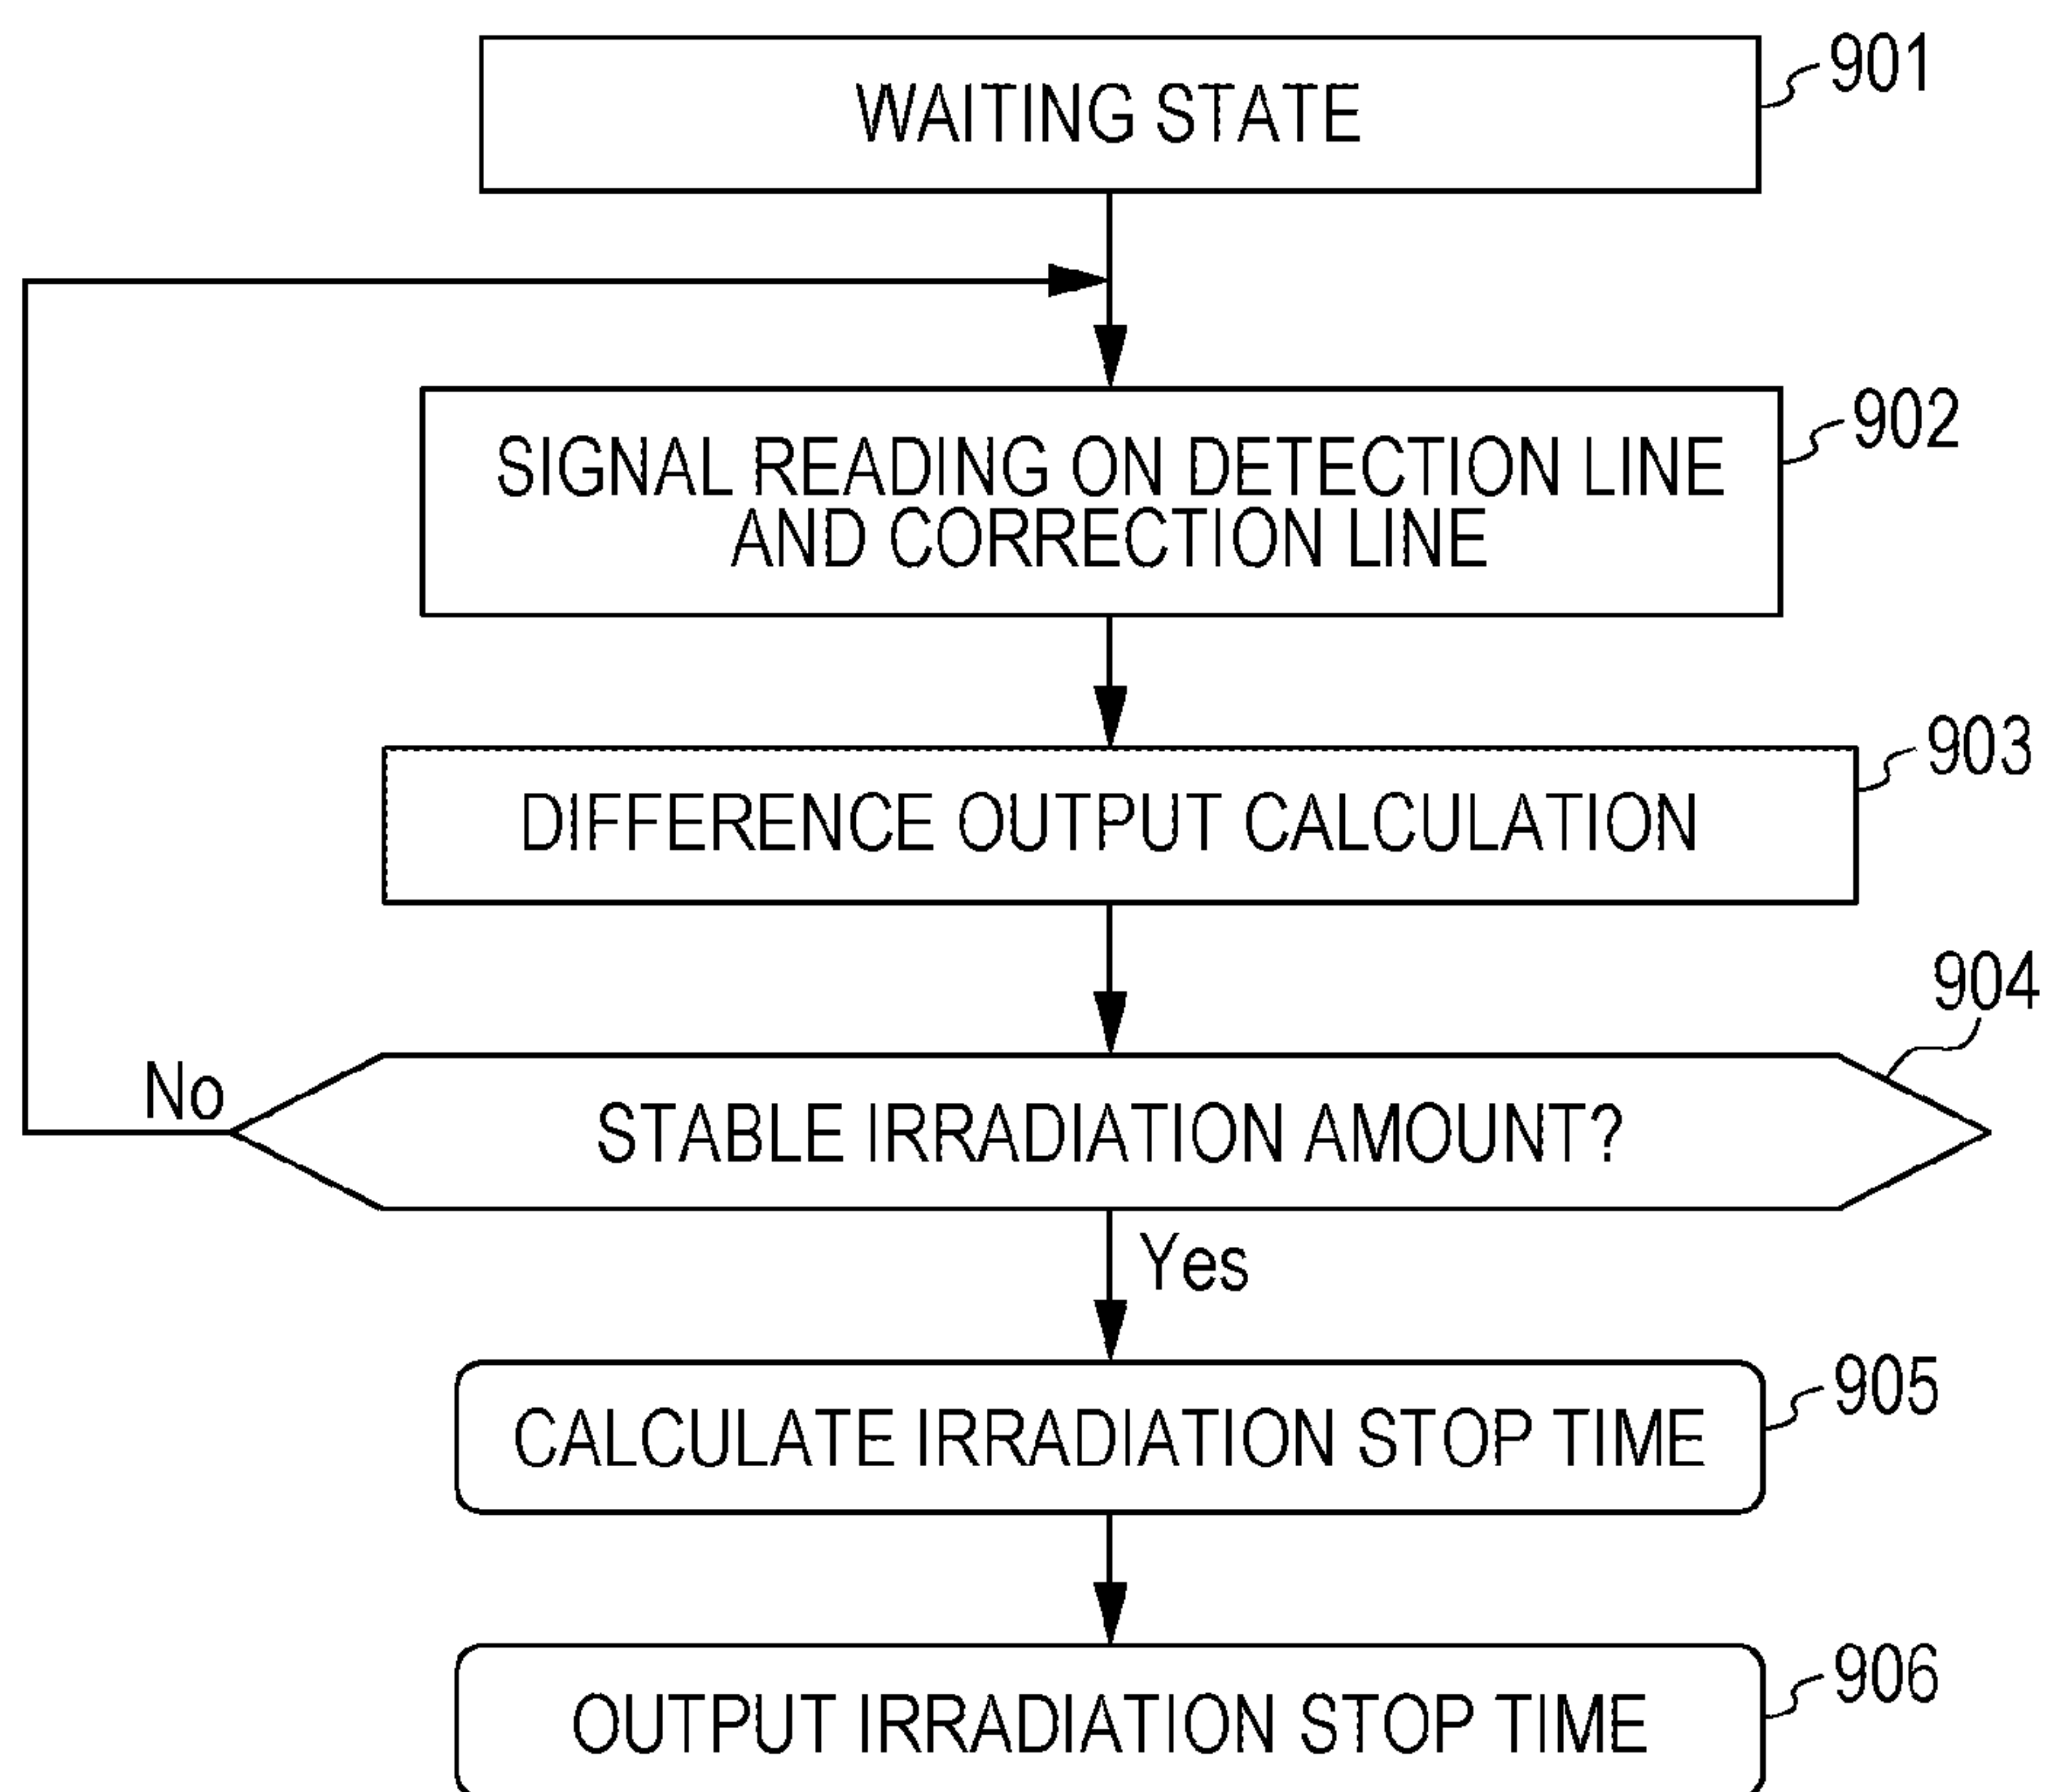 WAITING STATE
901
SIGNAL READING ON DETECTION LINE
AND CORRECTION LINE
902
DIFFERENCE OUTPUT CALCULATION
903
904
No
STABLE IRRADIATION AMOUNT?
Yes
CALCULATE IRRADIATION STOP TIME
905
OUTPUT IRRADIATION STOP TIME
906